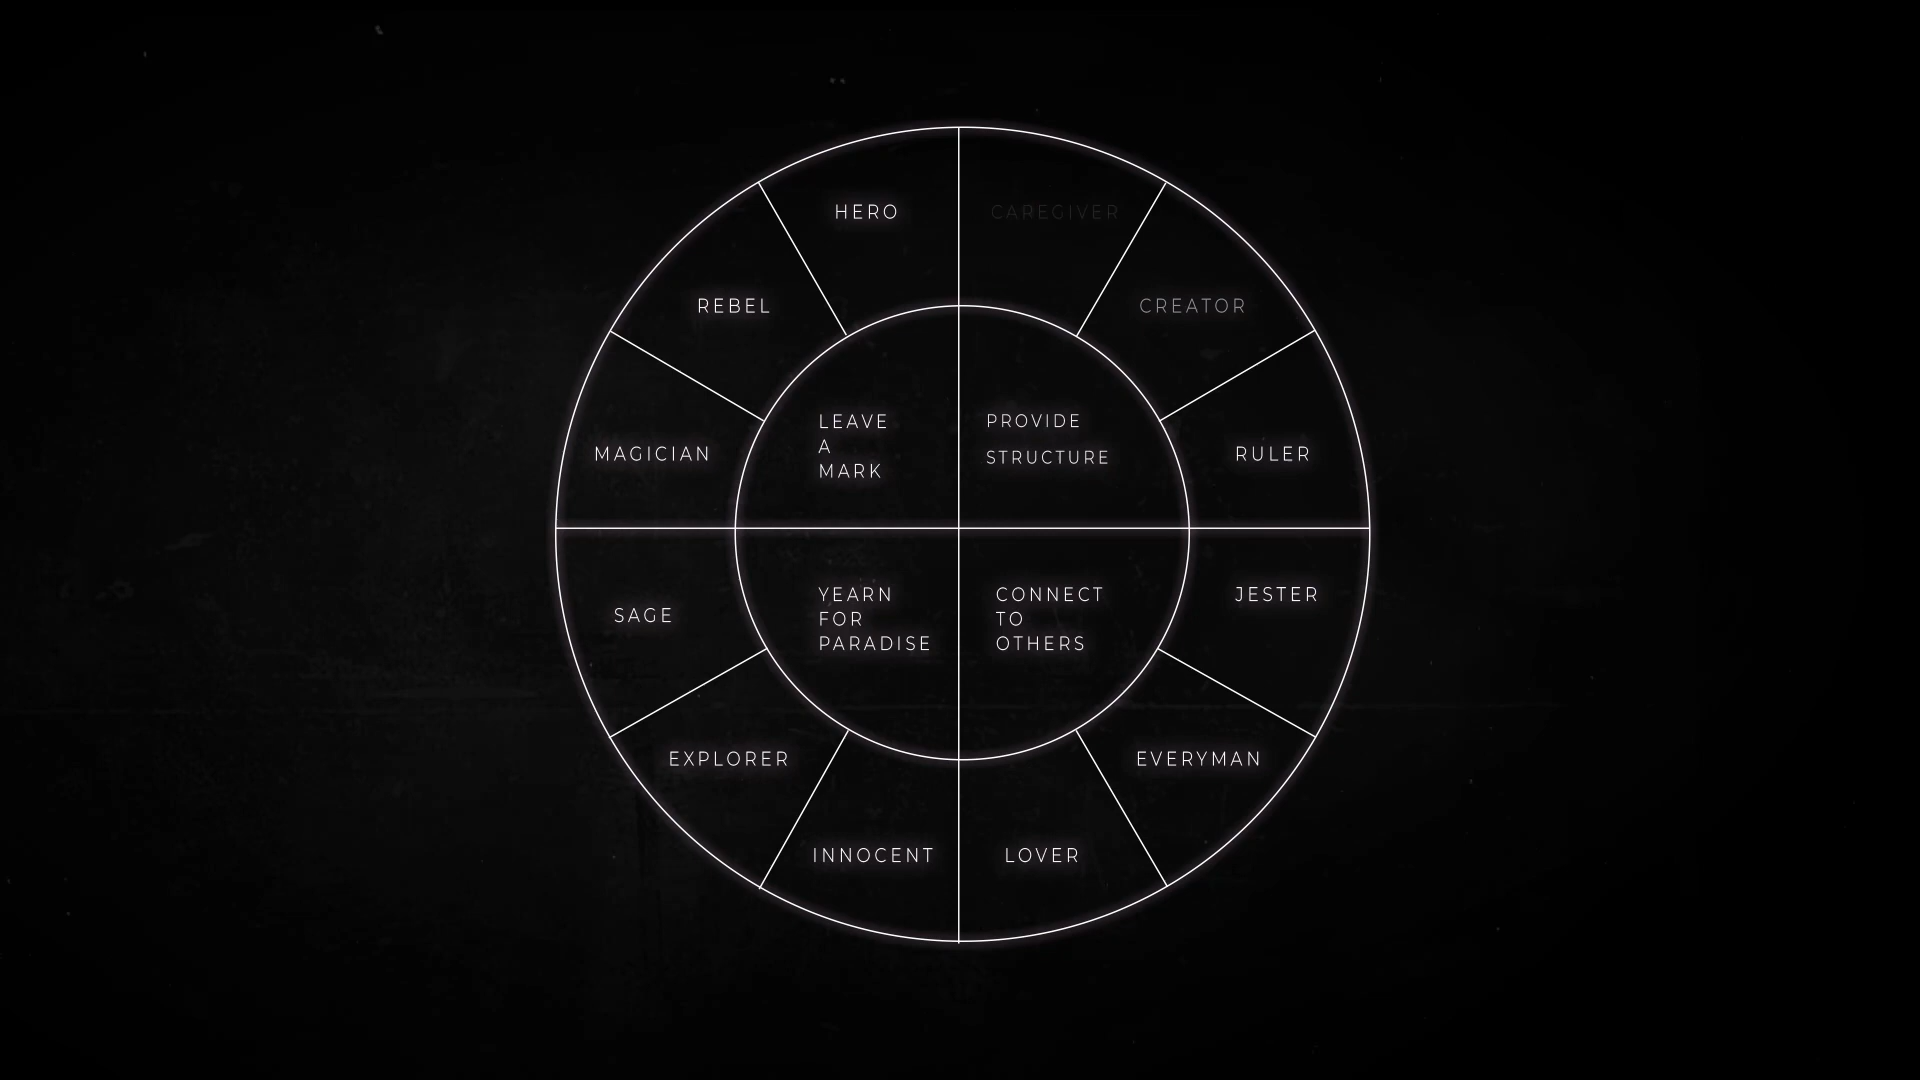 HERO
CAREGIVER
REBEL
CREATOR
MAGICIAN
RULER
LEAVE
A
MARK
PROVIDE
STRUCTURE
YEARN
FOR
PARADISE
CONNECT
TO
OTHERS
SAGE
JESTER
EXPLORER
EVERYMAN
INNOCENT
LOVER